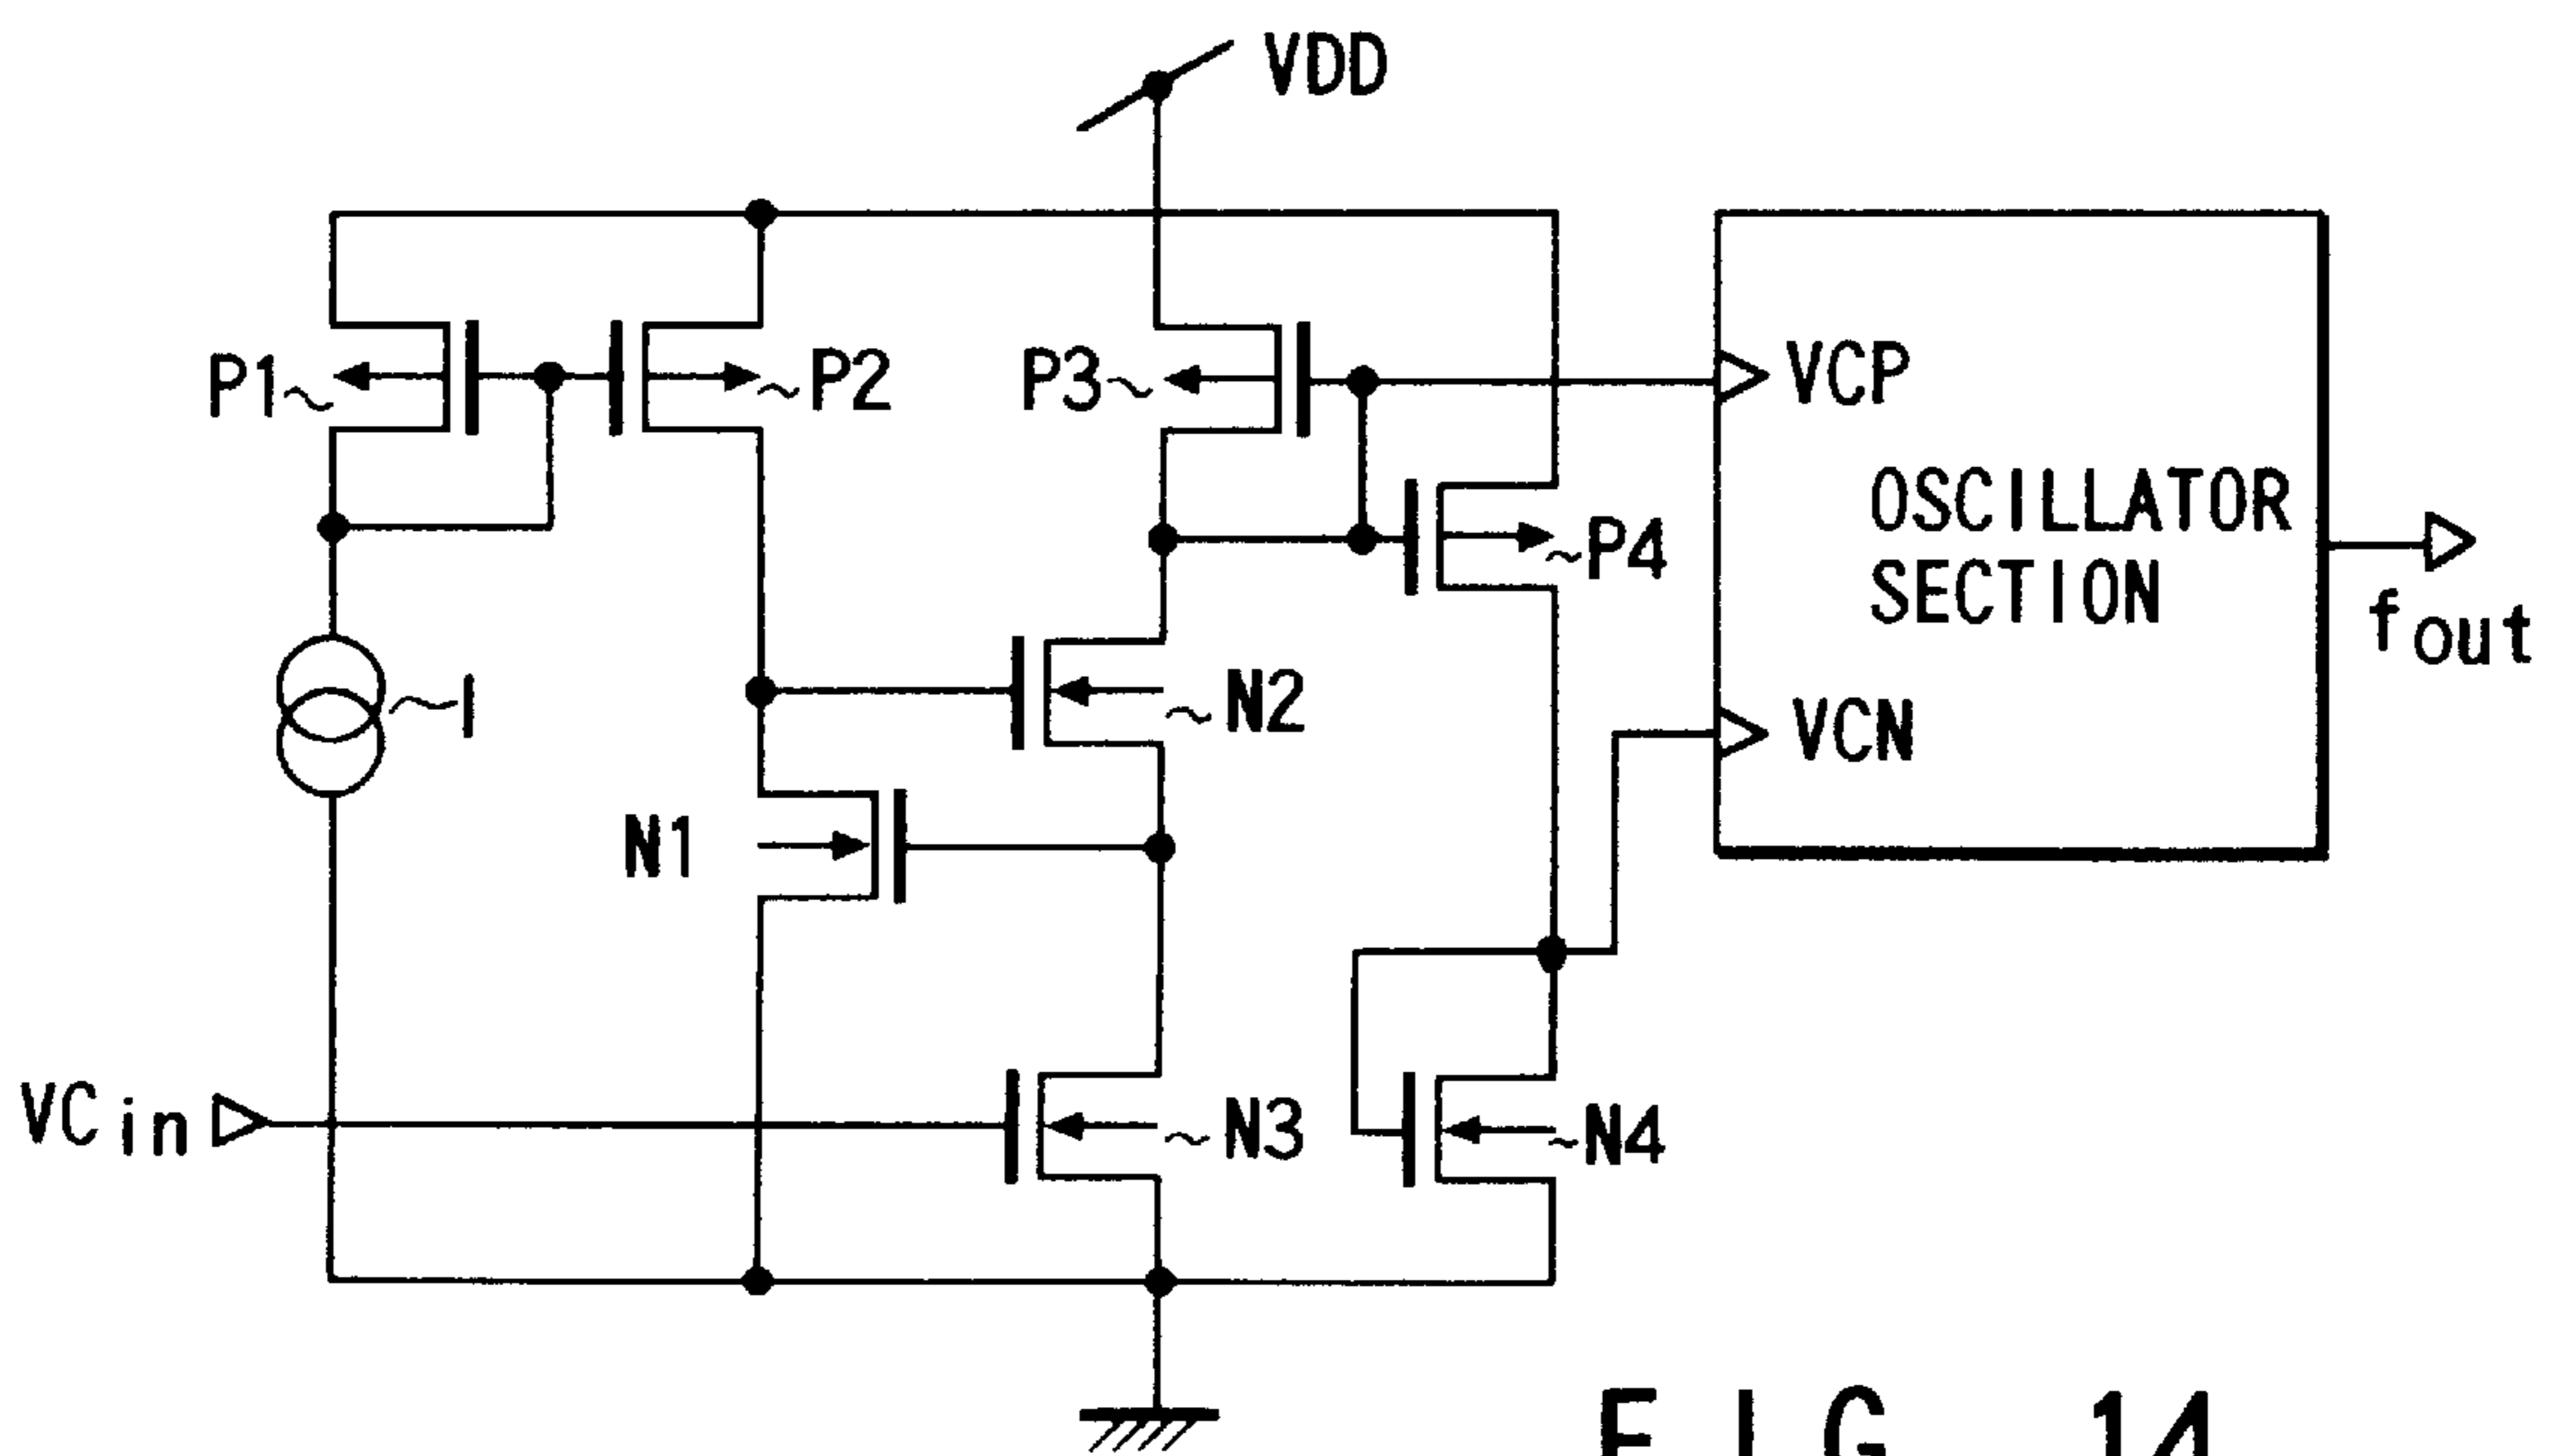 VDD
P1
P2
P3
VCP
OSCILLATOR
SECTION
P4
fout
I
N2
VCN
N1
VCin
N3
N4
FIG. 14